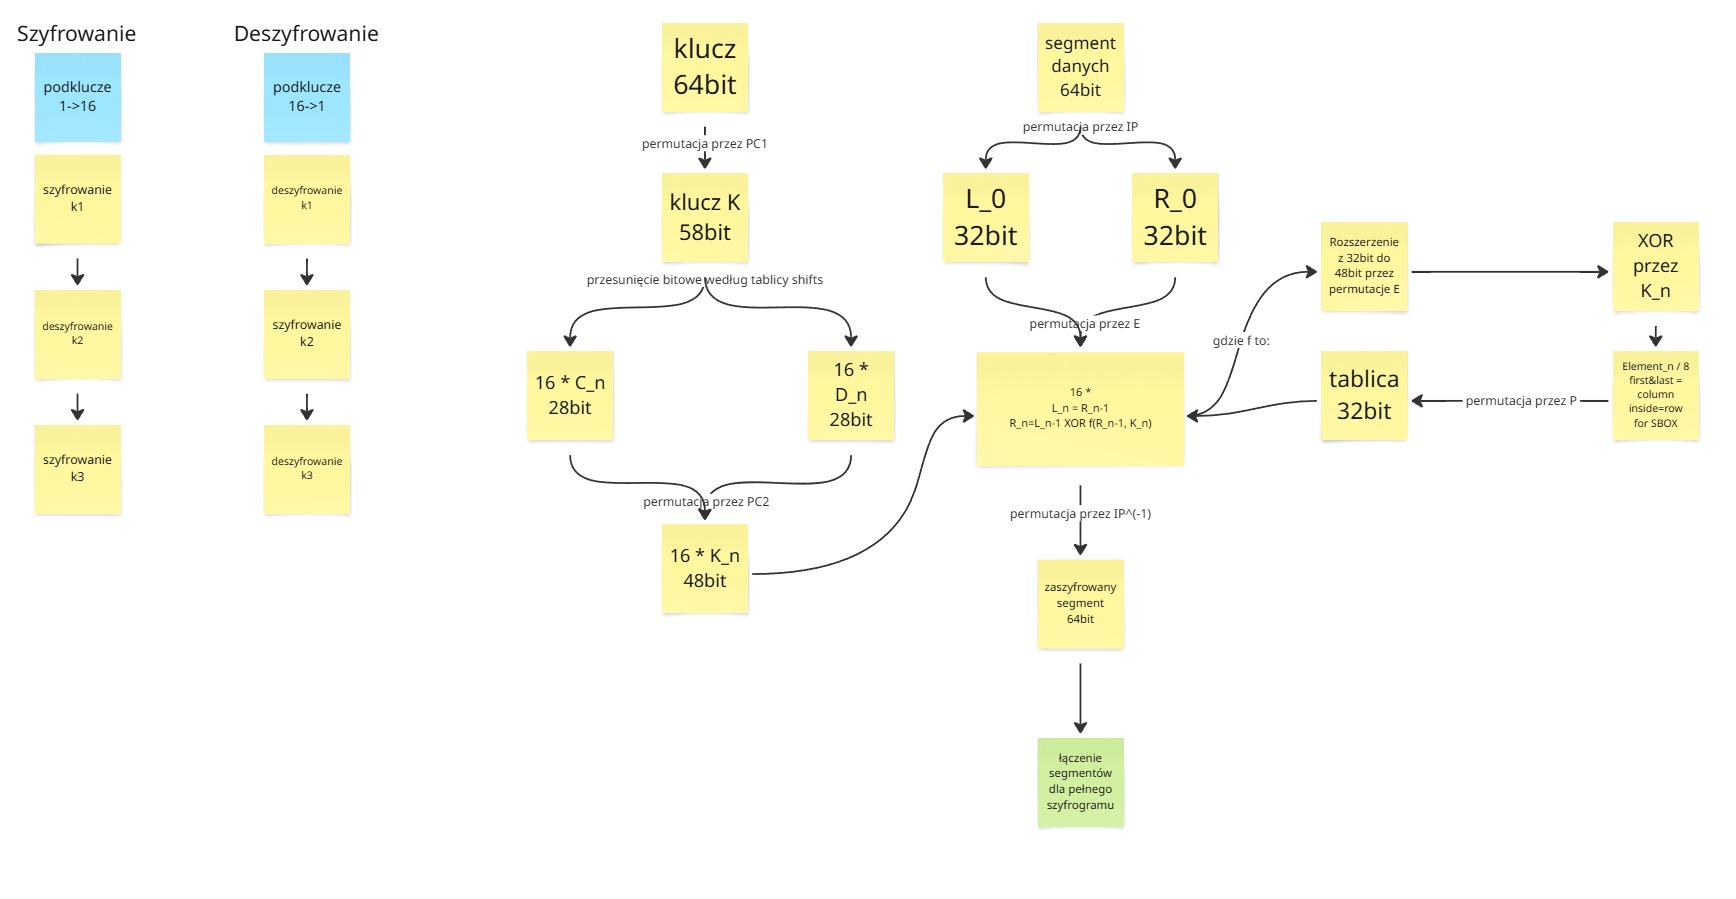 Szyfrowanie
podklucze
1->16
szyfrowanie
k1
deszyfrowanie
k2
szyfrowanie
k3
Deszyfrowanie
podklucze
16->1
deszyfrowanie
k1
szyfrowanie
k2
deszyfrowanie
k3
klucz
64bit
permutacja przez PC1
klucz K
58bit
przesunięcie bitowe według tablicy shifts
16 * C_n
28bit
16 *
D_n
28bit
permutacja przez PC2
16 * K_n
48bit
segment
danych
64bit
permutacja przez IP
L_0
32bit
R_0
32bit
permutacja przez E
16 *
L_n = R_n-1
R_n=L_n-1 XOR f(R_n-1, K_n)
gdzie f to:
Rozszerzenie
z 32bit do
48bit przez
permutacje E
XOR
przez
K_n
Element_n / 8
first&last =
column
inside=row
for SBOX
permutacja przez P
tablica
32bit
permutacja przez IP^(-1)
zaszyfrowany
segment
64bit
łączenie
segmentów
dla pełnego
szyfrogramu